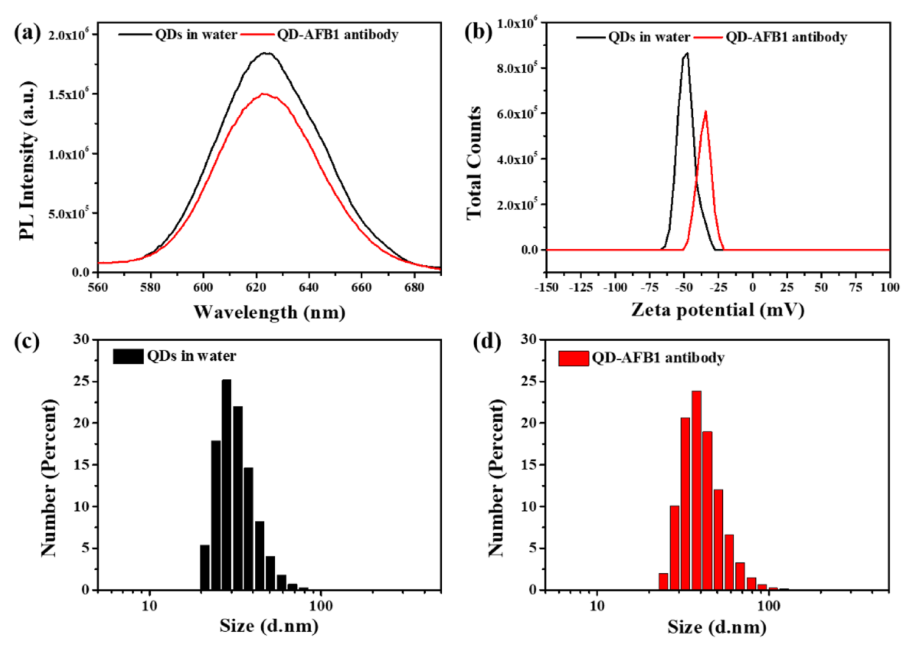 (a)
QDs in water QD-AFB1 antibody
2.0x10⁶
1.5x10⁶
1.0x10⁶
5.0x10⁵
0.0
PL Intensity (a.u.)
560 580 600 620 640 660 680
Wavelength (nm)
(b)
QDs in water QD-AFB1 antibody
1.0x10⁶
8.0x10⁵
6.0x10⁵
4.0x10⁵
2.0x10⁵
0.0
Total Counts
-150 -125 -100 -75 -50 -25 0 25 50 75 100
Zeta potential (mV)
(c)
QDs in water
30
25
20
15
10
5
0
Number (Percent)
10 100
Size (d.nm)
(d)
QD-AFB1 antibody
30
25
20
15
10
5
0
Number (Percent)
10 100
Size (d.nm)